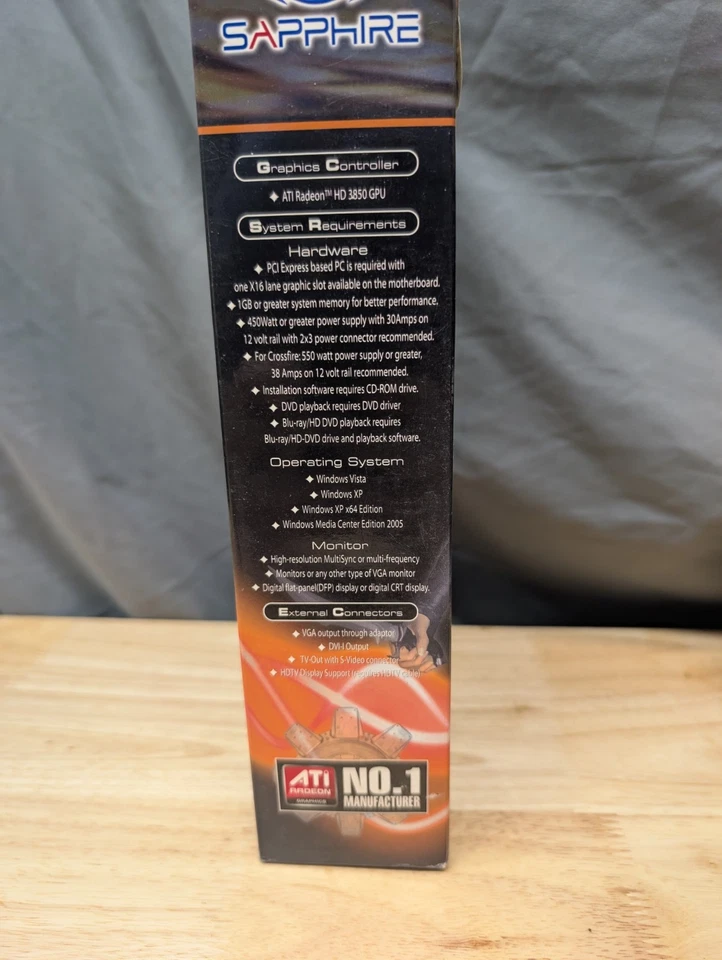 SAPPHIRE
Graphics Controller
✦ ATI Radeon™ HD 3850 GPU
System Requirements
Hardware
✦ PCI Express based PC is required with
one X16 lane graphic slot available on the motherboard.
✦ 1GB or greater system memory for better performance.
✦ 450Watt or greater power supply with 30Amps on
12 volt rail with 2x3 power connector recommended.
✦ For Crossfire: 550 watt power supply or greater,
38 Amps on 12 volt rail recommended.
✦ Installation software requires CD-ROM drive.
✦ DVD playback requires DVD driver
✦ Blu-ray/HD DVD playback requires
Blu-ray/HD-DVD drive and playback software.
Operating System
✦ Windows Vista
✦ Windows XP
✦ Windows XP x64 Edition
✦ Windows Media Center Edition 2005
Monitor
✦ High-resolution MultiSync or multi-frequency
✦ Monitors or any other type of VGA monitor
✦ Digital flat-panel(DFP) display or digital CRT display.
External Connectors
✦ VGA output through adaptor
✦ DVI-I Output
✦ TV-Out with S-Video connector
✦ HDTV Display Support (requires HDTV cable)
ATI
RADEON
GRAPHICS
NO.1
MANUFACTURER